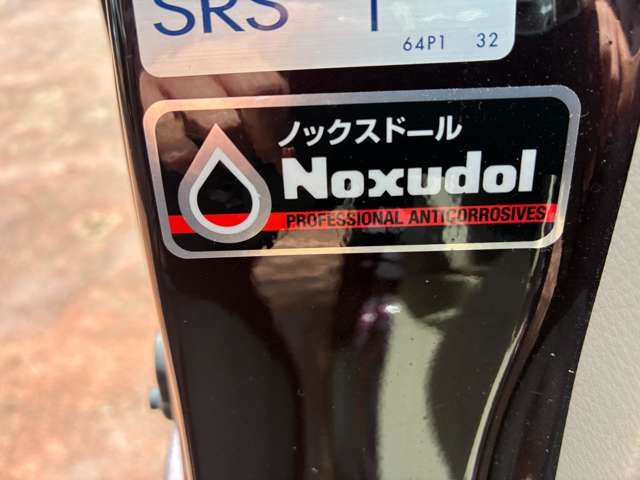 SRS
64P1 32
ノックスドール
Noxudol
PROFESSIONAL ANTICORROSIVES